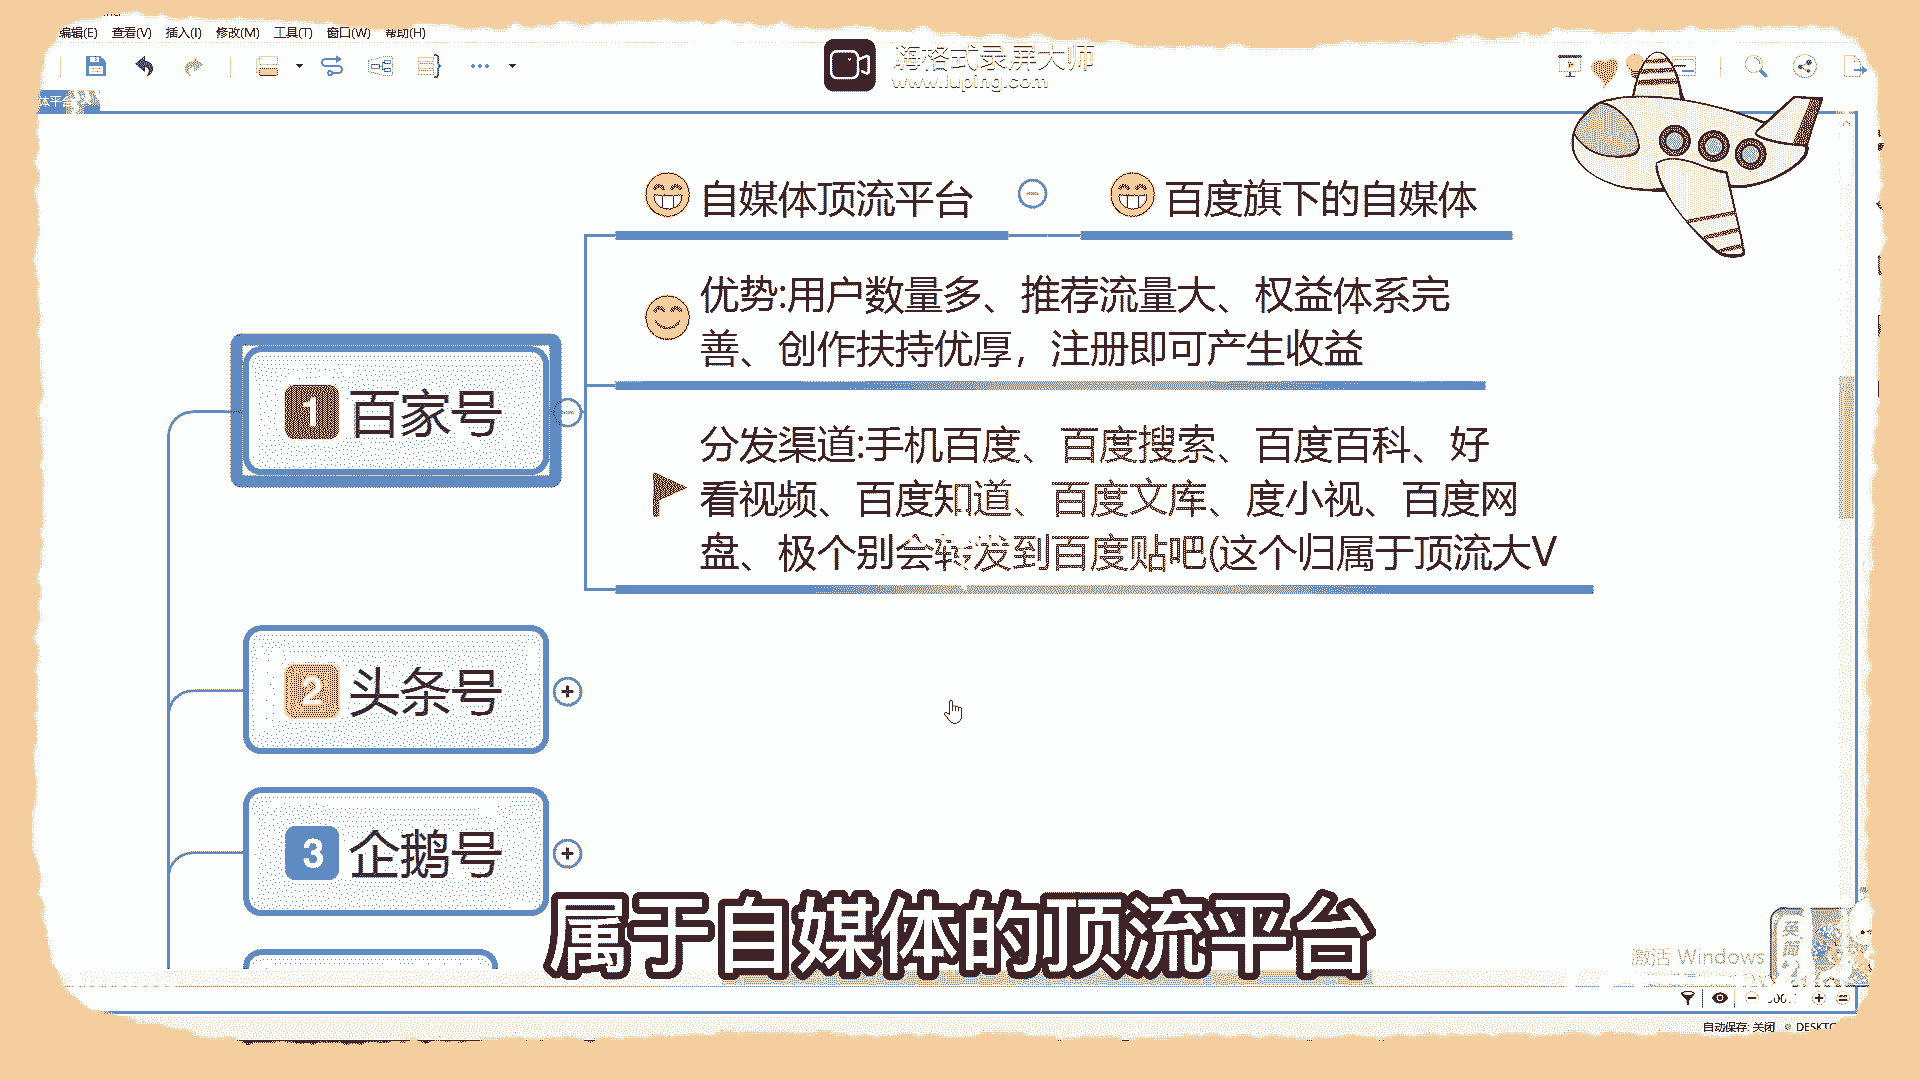 编辑(E) 查看(V) 插入(I) 修改(M) 工具(T) 窗口(W) 帮助(H)
嗨格式录屏大师
www.luping.com
体平台
自媒体顶流平台
百度旗下的自媒体
优势:用户数量多、推荐流量大、权益体系完
善、创作扶持优厚，注册即可产生收益
1 百家号
分发渠道:手机百度、百度搜索、百度百科、好
看视频、百度知道、百度文库、度小视、百度网
盘、极个别会转发到百度贴吧(这个归属于顶流大V
2 头条号
3 企鹅号
属于自媒体的顶流平台
激活 Windows
自动保存: 关闭